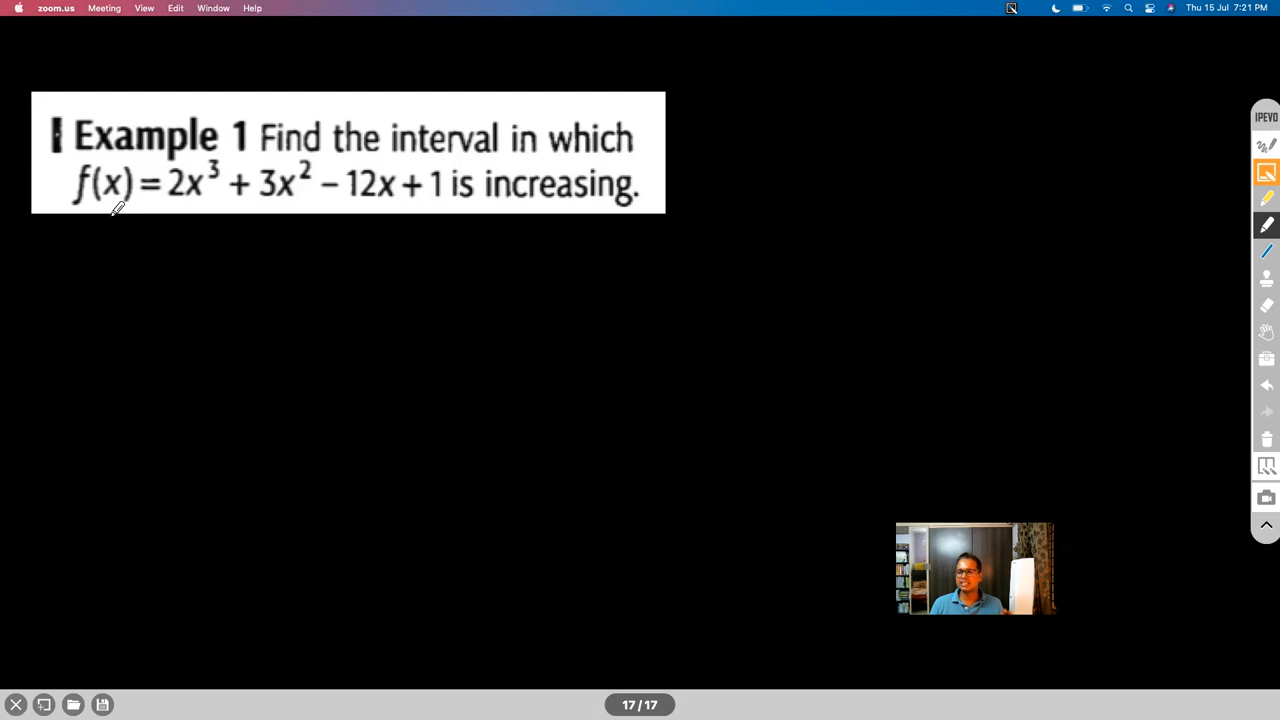 zoom.us Meeting View Edit Window Help Thu 15 Jul 7:21 PM
Example 1 Find the interval in which
f(x) = 2x³ + 3x² − 12x + 1 is increasing.
IPEVO
17/17